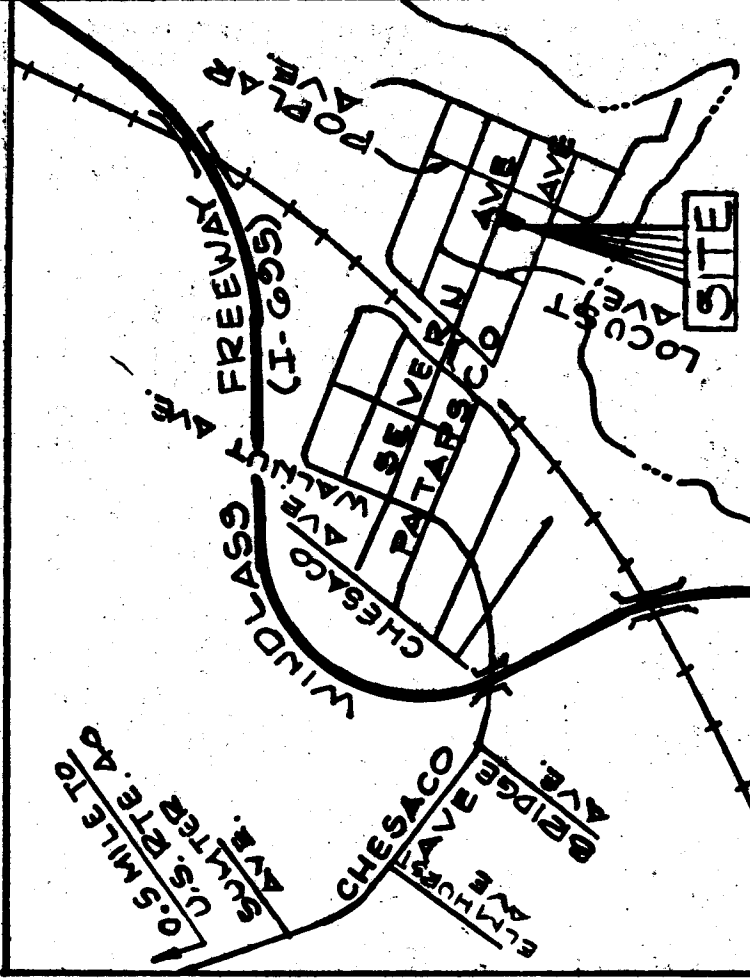 0.5 MILE TO
U.S. RTE. 40
SUMTER
AVE.
CHESACO
AVE
ELMHURST
AVE
BRIDGE
AVE.
WINDLASS
FREEWAY
(I-695)
CHESACO AVE.
WALNUT AVE.
SEVERN AVE
PATAPSCO AVE
LOCUST
AVE
POPLAR
AVE.
SITE